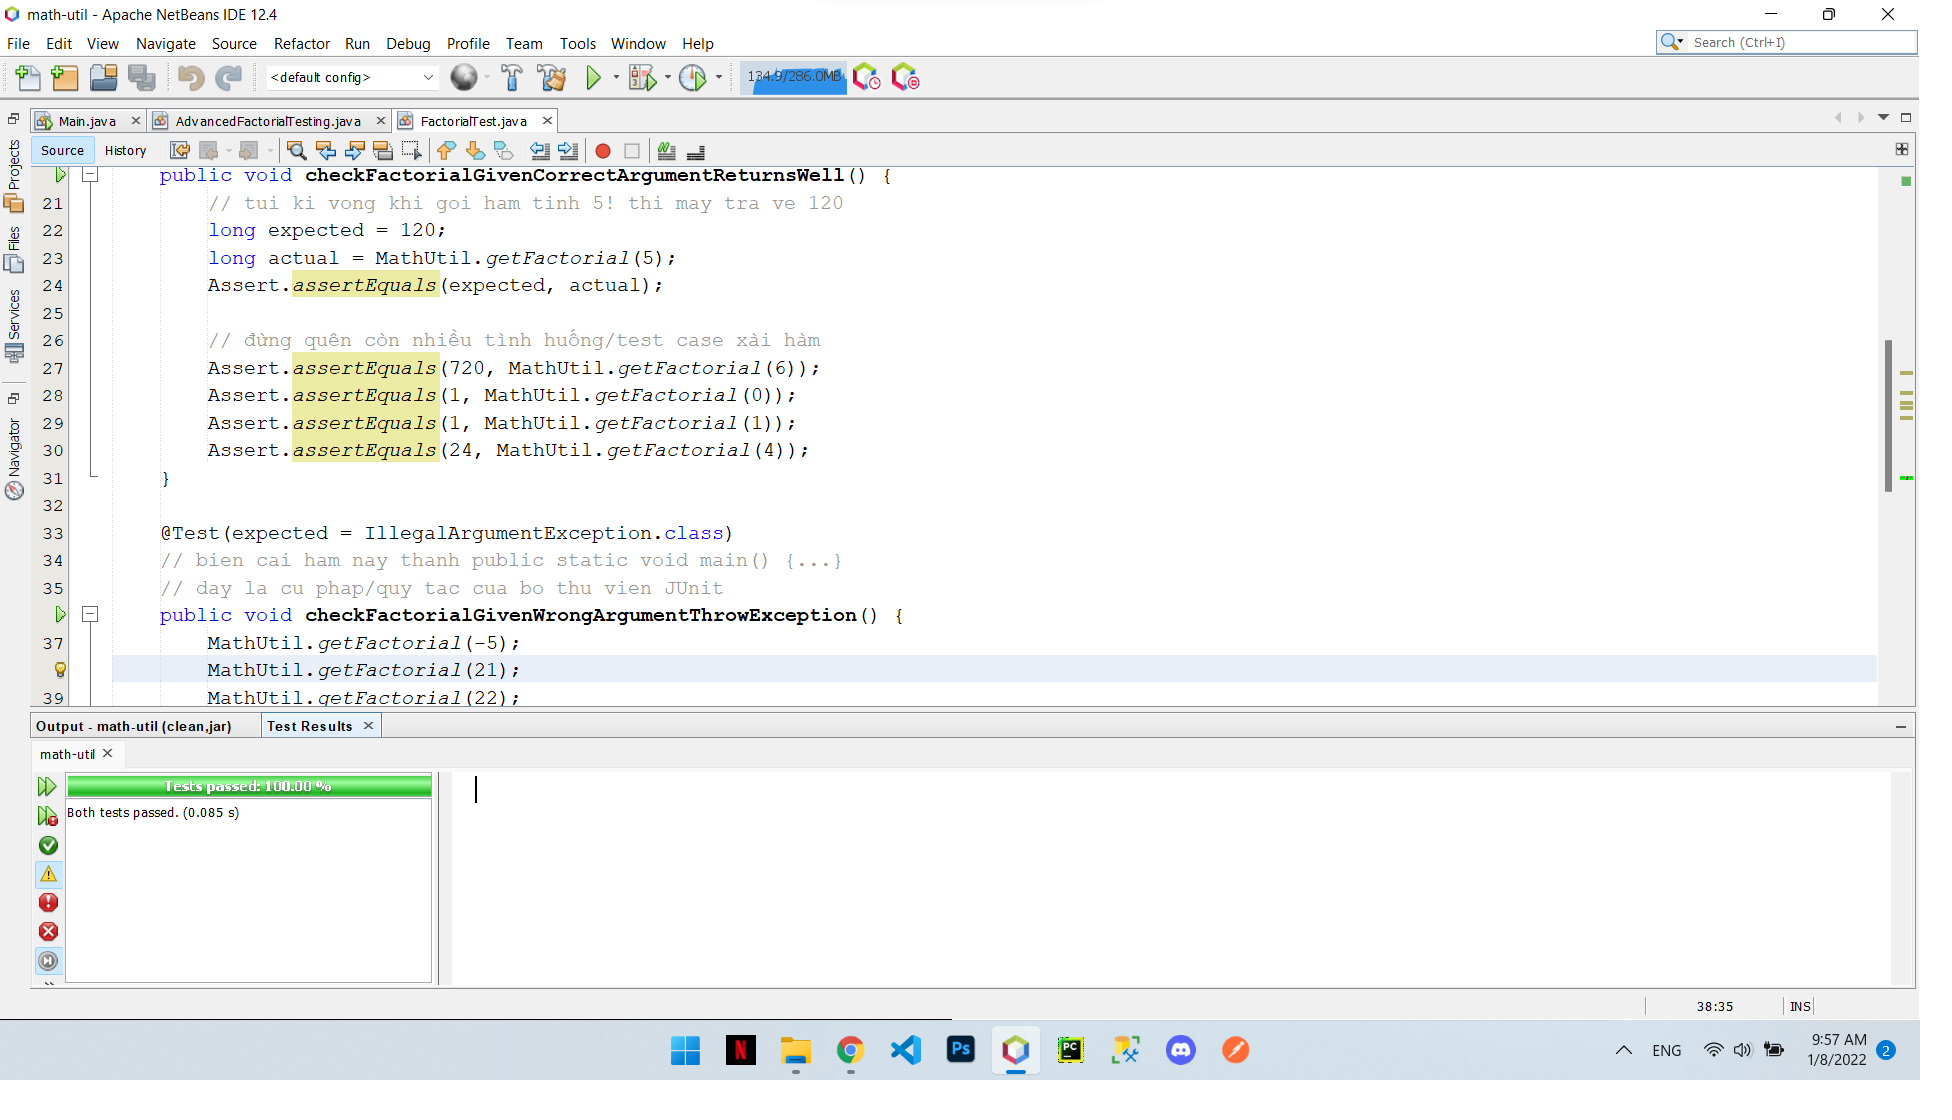 math-util - Apache NetBeans IDE 12.4
File Edit View Navigate Source Refactor Run Debug Profile Team Tools Window Help
Search (Ctrl+I)
<default config>
134.9/286.0MB
Main.java
AdvancedFactorialTesting.java
FactorialTest.java
Source History
Projects
Files
Services
Navigator
public void checkFactorialGivenCorrectArgumentReturnsWell() {
21 // tui ki vong khi goi ham tinh 5! thi may tra ve 120
22 long expected = 120;
23 long actual = MathUtil.getFactorial(5);
24 Assert.assertEquals(expected, actual);
25
26 // đừng quên còn nhiều tình huống/test case xài hàm
27 Assert.assertEquals(720, MathUtil.getFactorial(6));
28 Assert.assertEquals(1, MathUtil.getFactorial(0));
29 Assert.assertEquals(1, MathUtil.getFactorial(1));
30 Assert.assertEquals(24, MathUtil.getFactorial(4));
31 }
32
33 @Test(expected = IllegalArgumentException.class)
34 // bien cai ham nay thanh public static void main() {...}
35 // day la cu phap/quy tac cua bo thu vien JUnit
public void checkFactorialGivenWrongArgumentThrowException() {
37 MathUtil.getFactorial(-5);
MathUtil.getFactorial(21);
39 MathUtil.getFactorial(22);
Output - math-util (clean,jar)
Test Results
math-util
Tests passed: 100.00 %
Both tests passed. (0.085 s)
38:35
INS
N
Ps
PC
ENG
9:57 AM
1/8/2022
2